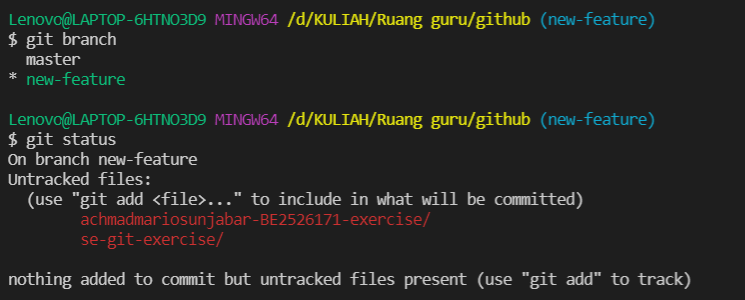 Lenovo@LAPTOP-6HTNO3D9 MINGW64 /d/KULIAH/Ruang guru/github (new-feature)
$ git branch
  master
* new-feature

Lenovo@LAPTOP-6HTNO3D9 MINGW64 /d/KULIAH/Ruang guru/github (new-feature)
$ git status
On branch new-feature
Untracked files:
  (use "git add <file>..." to include in what will be committed)
        achmadmariosunjabar-BE2526171-exercise/
        se-git-exercise/

nothing added to commit but untracked files present (use "git add" to track)